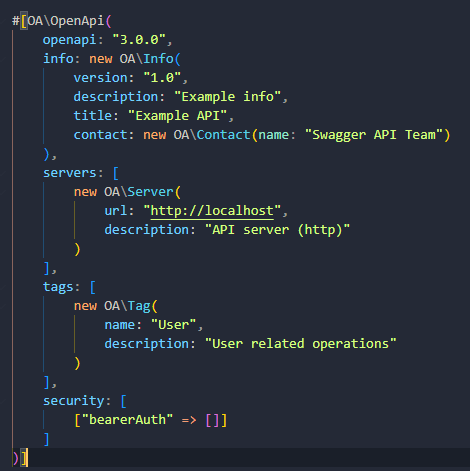 #[OA\OpenApi(
    openapi: "3.0.0",
    info: new OA\Info(
        version: "1.0",
        description: "Example info",
        title: "Example API",
        contact: new OA\Contact(name: "Swagger API Team")
    ),
    servers: [
        new OA\Server(
            url: "http://localhost",
            description: "API server (http)"
        )
    ],
    tags: [
        new OA\Tag(
            name: "User",
            description: "User related operations"
        )
    ],
    security: [
        ["bearerAuth" => []]
    ]
)]